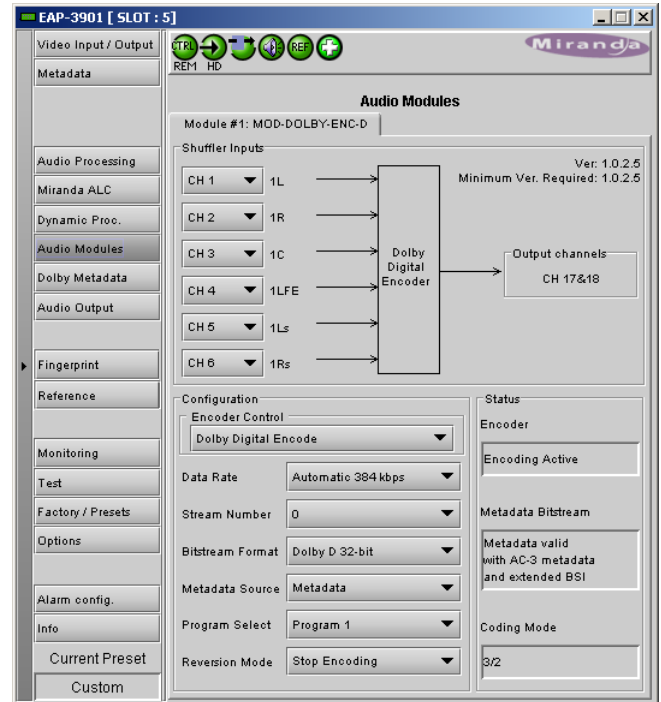 EAP-3901 [ SLOT : 5]
Video Input / Output
Metadata
Audio Processing
Miranda ALC
Dynamic Proc.
Audio Modules
Dolby Metadata
Audio Output
Fingerprint
Reference
Monitoring
Test
Factory / Presets
Options
Alarm config.
Info
Current Preset
Custom
CTRL
REF
REM HD
Miranda
Audio Modules
Module #1: MOD-DOLBY-ENC-D
Shuffler Inputs
Ver: 1.0.2.5
Minimum Ver. Required: 1.0.2.5
CH 1 1L
CH 2 1R
CH 3 1C
CH 4 1LFE
CH 5 1Ls
CH 6 1Rs
Dolby
Digital
Encoder
Output channels
CH 17&18
Configuration
Encoder Control
Dolby Digital Encode
Data Rate Automatic 384 kbps
Stream Number 0
Bitstream Format Dolby D 32-bit
Metadata Source Metadata
Program Select Program 1
Reversion Mode Stop Encoding
Status
Encoder
Encoding Active
Metadata Bitstream
Metadata valid
with AC-3 metadata
and extended BSI
Coding Mode
3/2